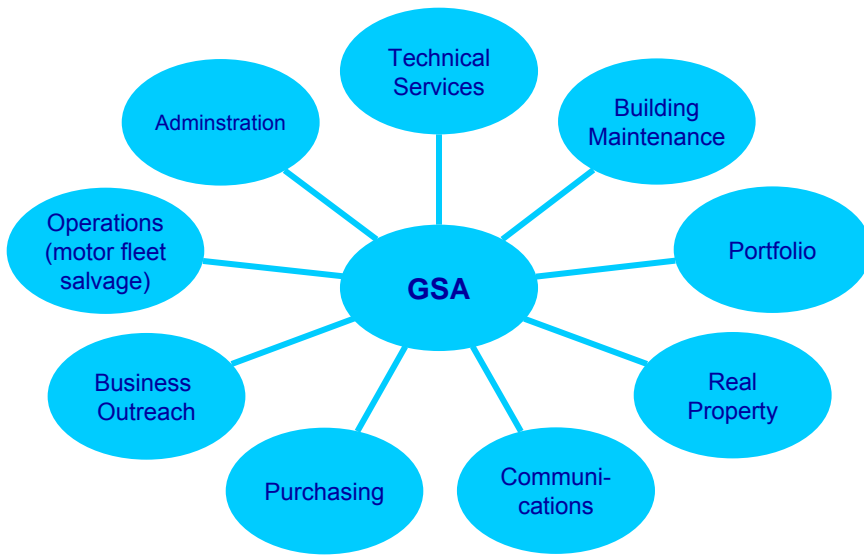 Technical
Services
Building
Maintenance
Portfolio
Real
Property
Communi-
cations
Purchasing
Business
Outreach
Operations
(motor fleet
salvage)
Adminstration
GSA